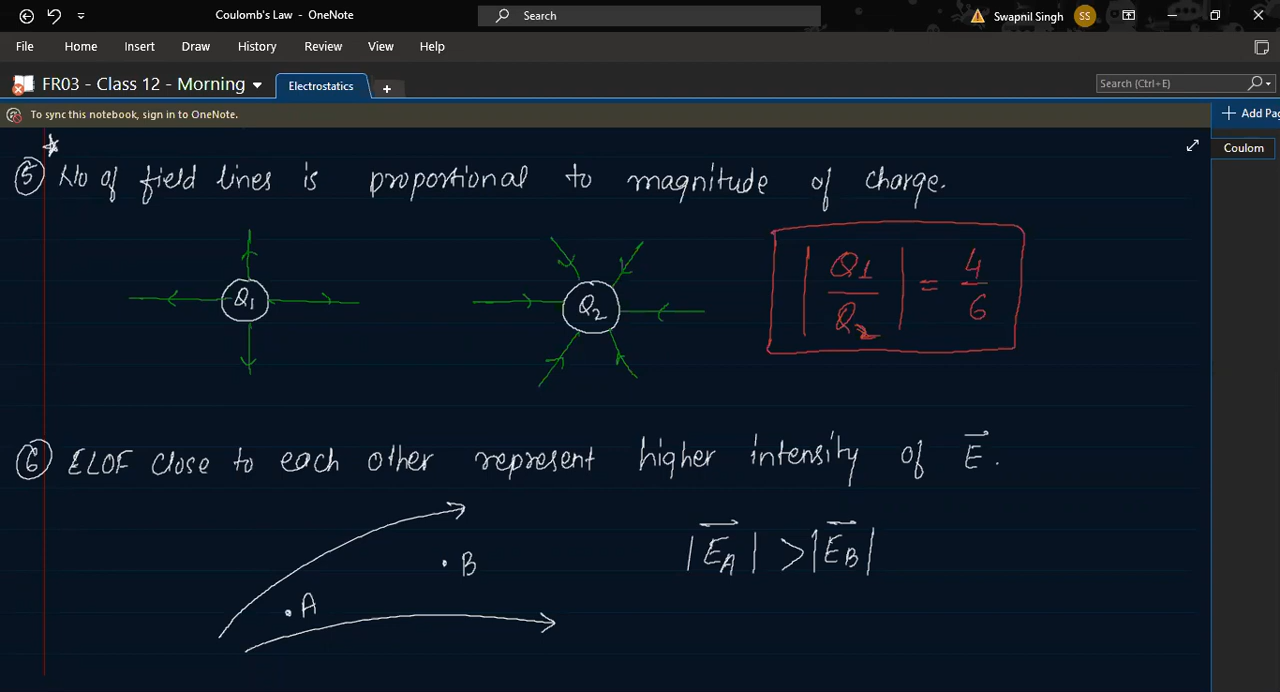 Coulomb's Law - OneNote
Search
Swapnil Singh
SS
File Home Insert Draw History Review View Help
FR03 - Class 12 - Morning
Electrostatics
+
Search (Ctrl+E)
To sync this notebook, sign in to OneNote.
+ Add Pag
Coulom
⑤ No of field lines is proportional to magnitude of charge.
Q1
Q2
|Q1/Q2| = 4/6
⑥ ELOF close to each other represent higher intensity of E⃗.
|E⃗A| > |E⃗B|
.B
.A